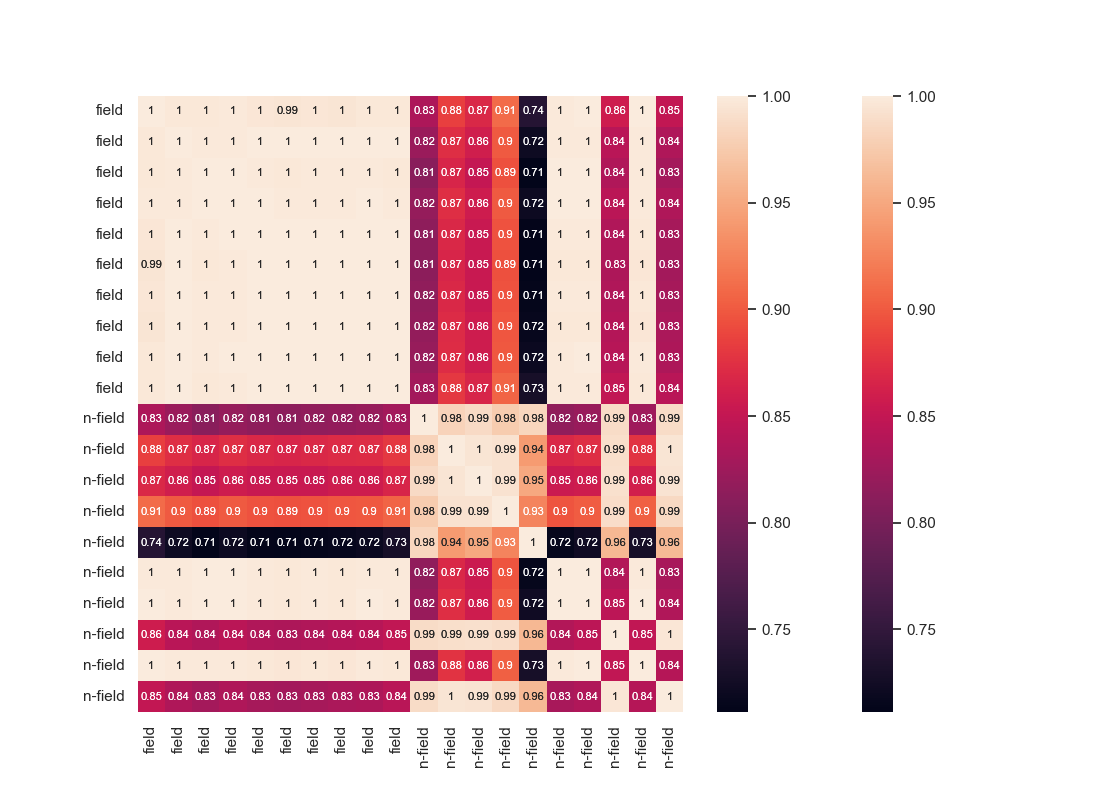 field 1 1 1 1 1 0.99 1 1 1 1 0.83 0.88 0.87 0.91 0.74 1 1 0.86 1 0.85
field 1 1 1 1 1 1 1 1 1 1 0.82 0.87 0.86 0.9 0.72 1 1 0.84 1 0.84
field 1 1 1 1 1 1 1 1 1 1 0.81 0.87 0.85 0.89 0.71 1 1 0.84 1 0.83
field 1 1 1 1 1 1 1 1 1 1 0.82 0.87 0.86 0.9 0.72 1 1 0.84 1 0.84
field 1 1 1 1 1 1 1 1 1 1 0.81 0.87 0.85 0.9 0.71 1 1 0.84 1 0.83
field 0.99 1 1 1 1 1 1 1 1 1 0.81 0.87 0.85 0.89 0.71 1 1 0.83 1 0.83
field 1 1 1 1 1 1 1 1 1 1 0.82 0.87 0.85 0.9 0.71 1 1 0.84 1 0.83
field 1 1 1 1 1 1 1 1 1 1 0.82 0.87 0.86 0.9 0.72 1 1 0.84 1 0.83
field 1 1 1 1 1 1 1 1 1 1 0.82 0.87 0.86 0.9 0.72 1 1 0.84 1 0.83
field 1 1 1 1 1 1 1 1 1 1 0.83 0.88 0.87 0.91 0.73 1 1 0.85 1 0.84
n-field 0.83 0.82 0.81 0.82 0.81 0.81 0.82 0.82 0.82 0.83 1 0.98 0.99 0.98 0.98 0.82 0.82 0.99 0.83 0.99
n-field 0.88 0.87 0.87 0.87 0.87 0.87 0.87 0.87 0.87 0.88 0.98 1 1 0.99 0.94 0.87 0.87 0.99 0.88 1
n-field 0.87 0.86 0.85 0.86 0.85 0.85 0.85 0.86 0.86 0.87 0.99 1 1 0.99 0.95 0.85 0.86 0.99 0.86 0.99
n-field 0.91 0.9 0.89 0.9 0.9 0.89 0.9 0.9 0.9 0.91 0.98 0.99 0.99 1 0.93 0.9 0.9 0.99 0.9 0.99
n-field 0.74 0.72 0.71 0.72 0.71 0.71 0.71 0.72 0.72 0.73 0.98 0.94 0.95 0.93 1 0.72 0.72 0.96 0.73 0.96
n-field 1 1 1 1 1 1 1 1 1 1 0.82 0.87 0.85 0.9 0.72 1 1 0.84 1 0.83
n-field 1 1 1 1 1 1 1 1 1 1 0.82 0.87 0.86 0.9 0.72 1 1 0.85 1 0.84
n-field 0.86 0.84 0.84 0.84 0.84 0.83 0.84 0.84 0.84 0.85 0.99 0.99 0.99 0.99 0.96 0.84 0.85 1 0.85 1
n-field 1 1 1 1 1 1 1 1 1 1 0.83 0.88 0.86 0.9 0.73 1 1 0.85 1 0.84
n-field 0.85 0.84 0.83 0.84 0.83 0.83 0.83 0.83 0.83 0.84 0.99 1 0.99 0.99 0.96 0.83 0.84 1 0.84 1
field field field field field field field field field field n-field n-field n-field n-field n-field n-field n-field n-field n-field n-field
1.00
0.95
0.90
0.85
0.80
0.75
1.00
0.95
0.90
0.85
0.80
0.75